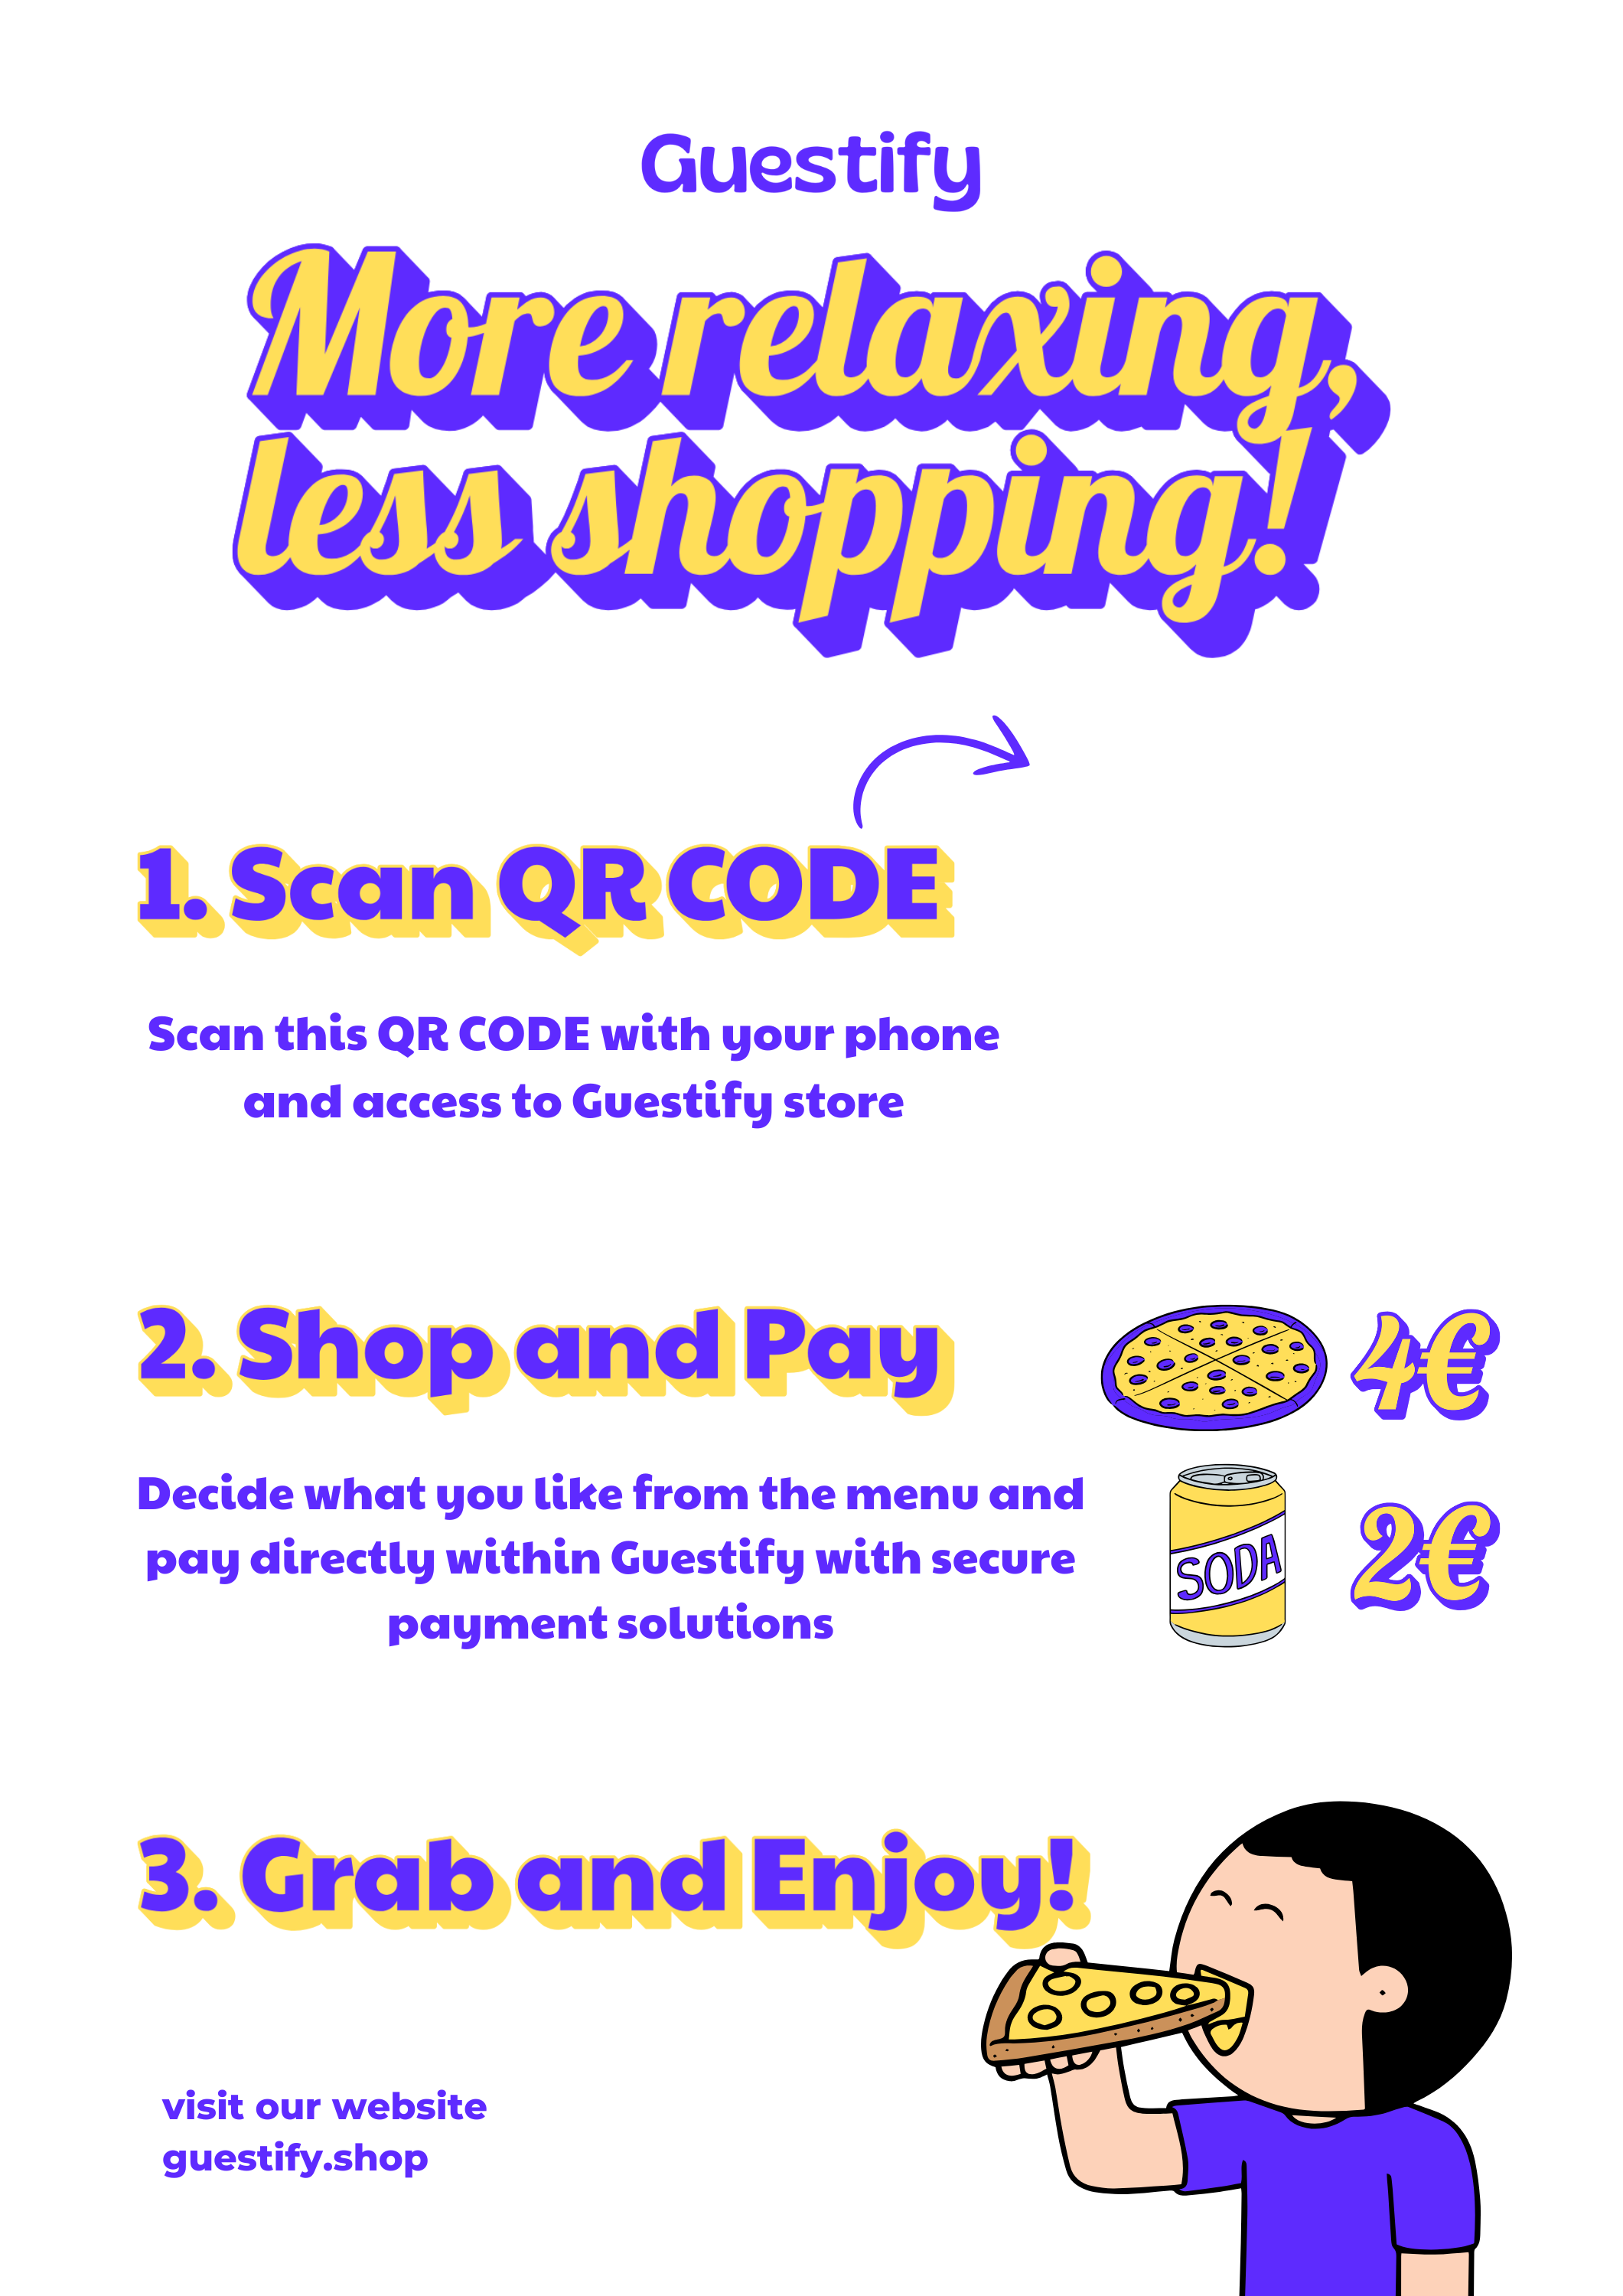 Guestify
More relaxing,
less shopping!
1. Scan QR CODE
Scan this QR CODE with your phone
and access to Guestify store
2. Shop and Pay
4€
Decide what you like from the menu and
pay directly within Guestify with secure
payment solutions
SODA
2€
3. Grab and Enjoy!
visit our website
guestify.shop